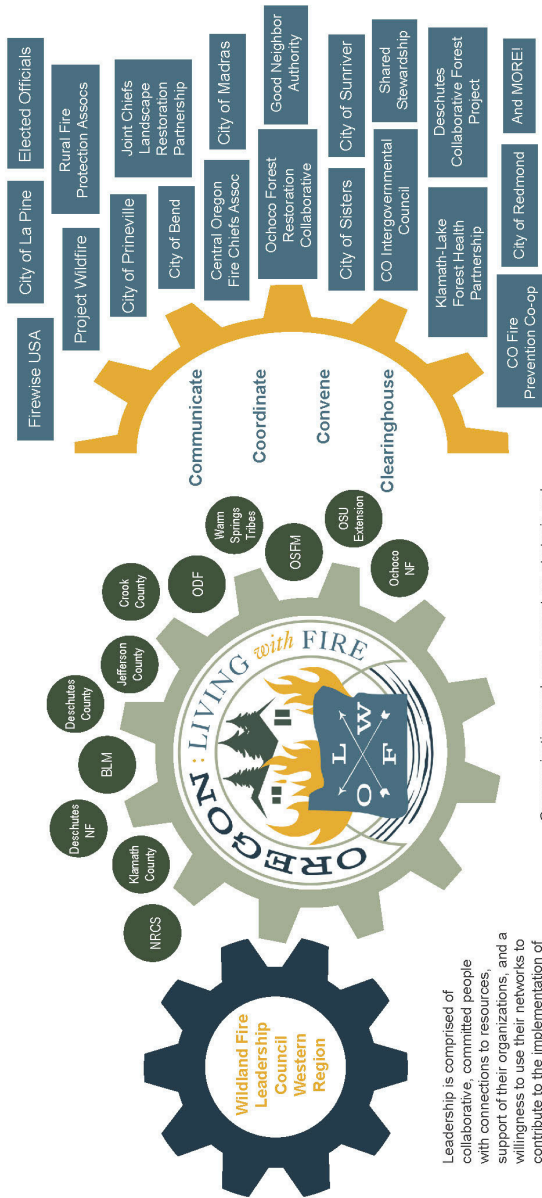 Wildland Fire
Leadership
Council
Western
Region
Leadership is comprised of
collaborative, committed people
with connections to resources,
support of their organizations, and a
willingness to use their networks to
contribute to the implementation of
NRCS
Klamath
County
Deschutes
NF
BLM
Deschutes
County
Jefferson
County
Crook
County
ODF
Warm
Springs
Tribes
OSFM
OSU
Extension
Ochoco
NF
OREGON: LIVING with FIRE
O L W F
Communicate
Coordinate
Convene
Clearinghouse
Firewise USA
City of La Pine
Elected Officials
Project Wildfire
Rural Fire
Protection Assocs
City of Prineville
Joint Chiefs
Landscape
Restoration
Partnership
City of Bend
Central Oregon
Fire Chiefs Assoc
City of Madras
Ochoco Forest
Restoration
Collaborative
Good Neighbor
Authority
City of Sisters
City of Sunriver
CO Intergovernmental
Council
Shared
Stewardship
Klamath-Lake
Forest Health
Partnership
Deschutes
Collaborative Forest
Project
CO Fire
Prevention Co-op
City of Redmond
And MORE!